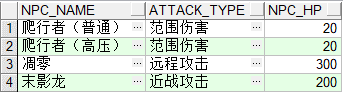 NPC_NAME ATTACK_TYPE NPC_HP
1 爬行者（普通） ··· 范围伤害 ··· 20
2 爬行者（高压） ··· 范围伤害 ··· 20
3 凋零 ··· 远程攻击 ··· 300
4 末影龙 ··· 近战攻击 ··· 200